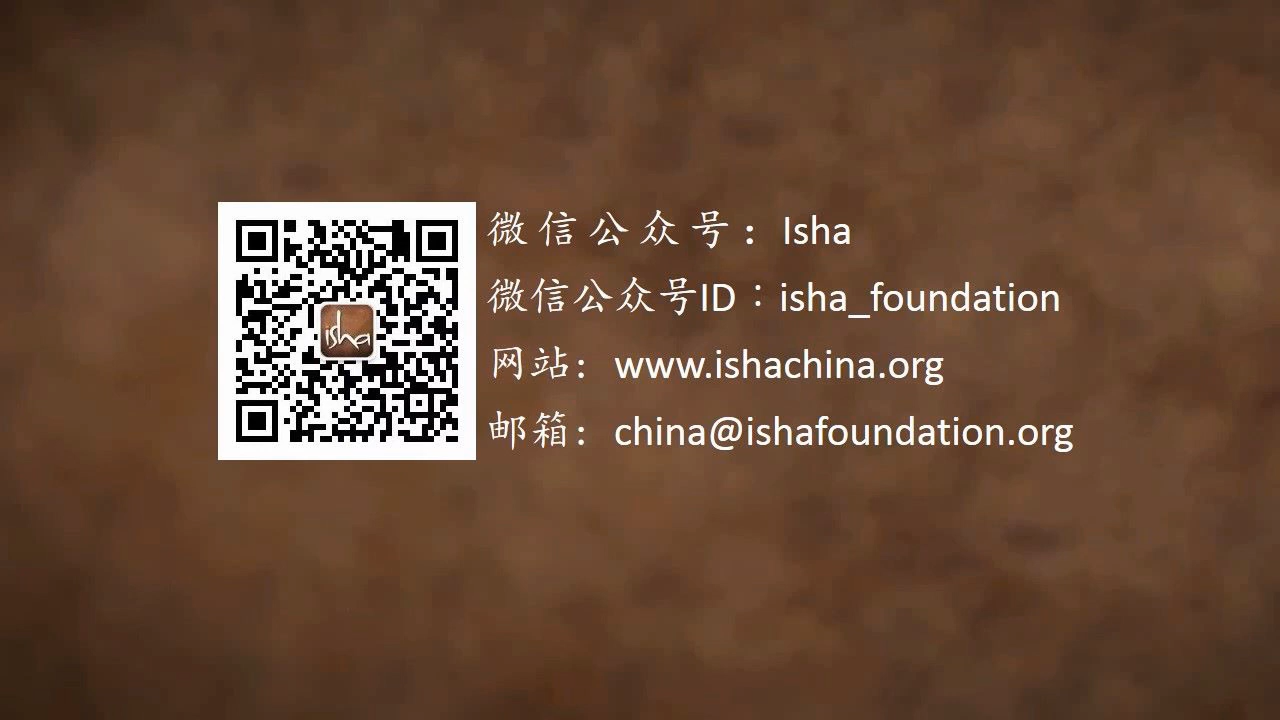 微信公众号：Isha
微信公众号ID：isha_foundation
网站：www.ishachina.org
邮箱：china@ishafoundation.org
isha